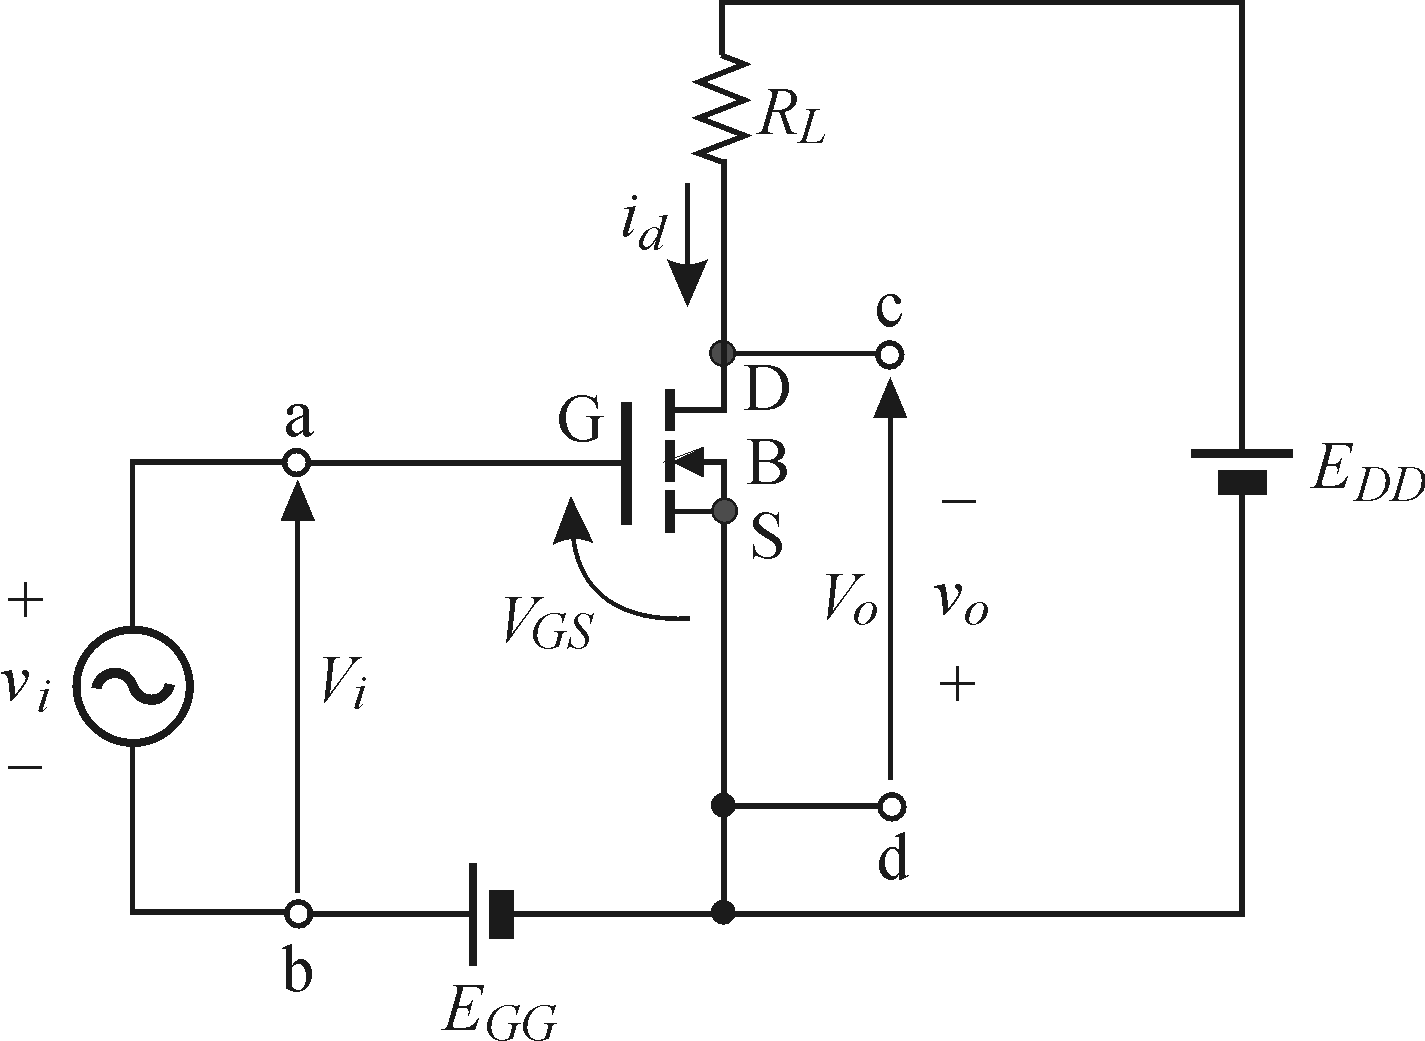 R_L
i_d
c
D
a
G
B
E_DD
S
−
+
V_GS
V_o
v_o
v_i
V_i
+
−
d
b
E_GG